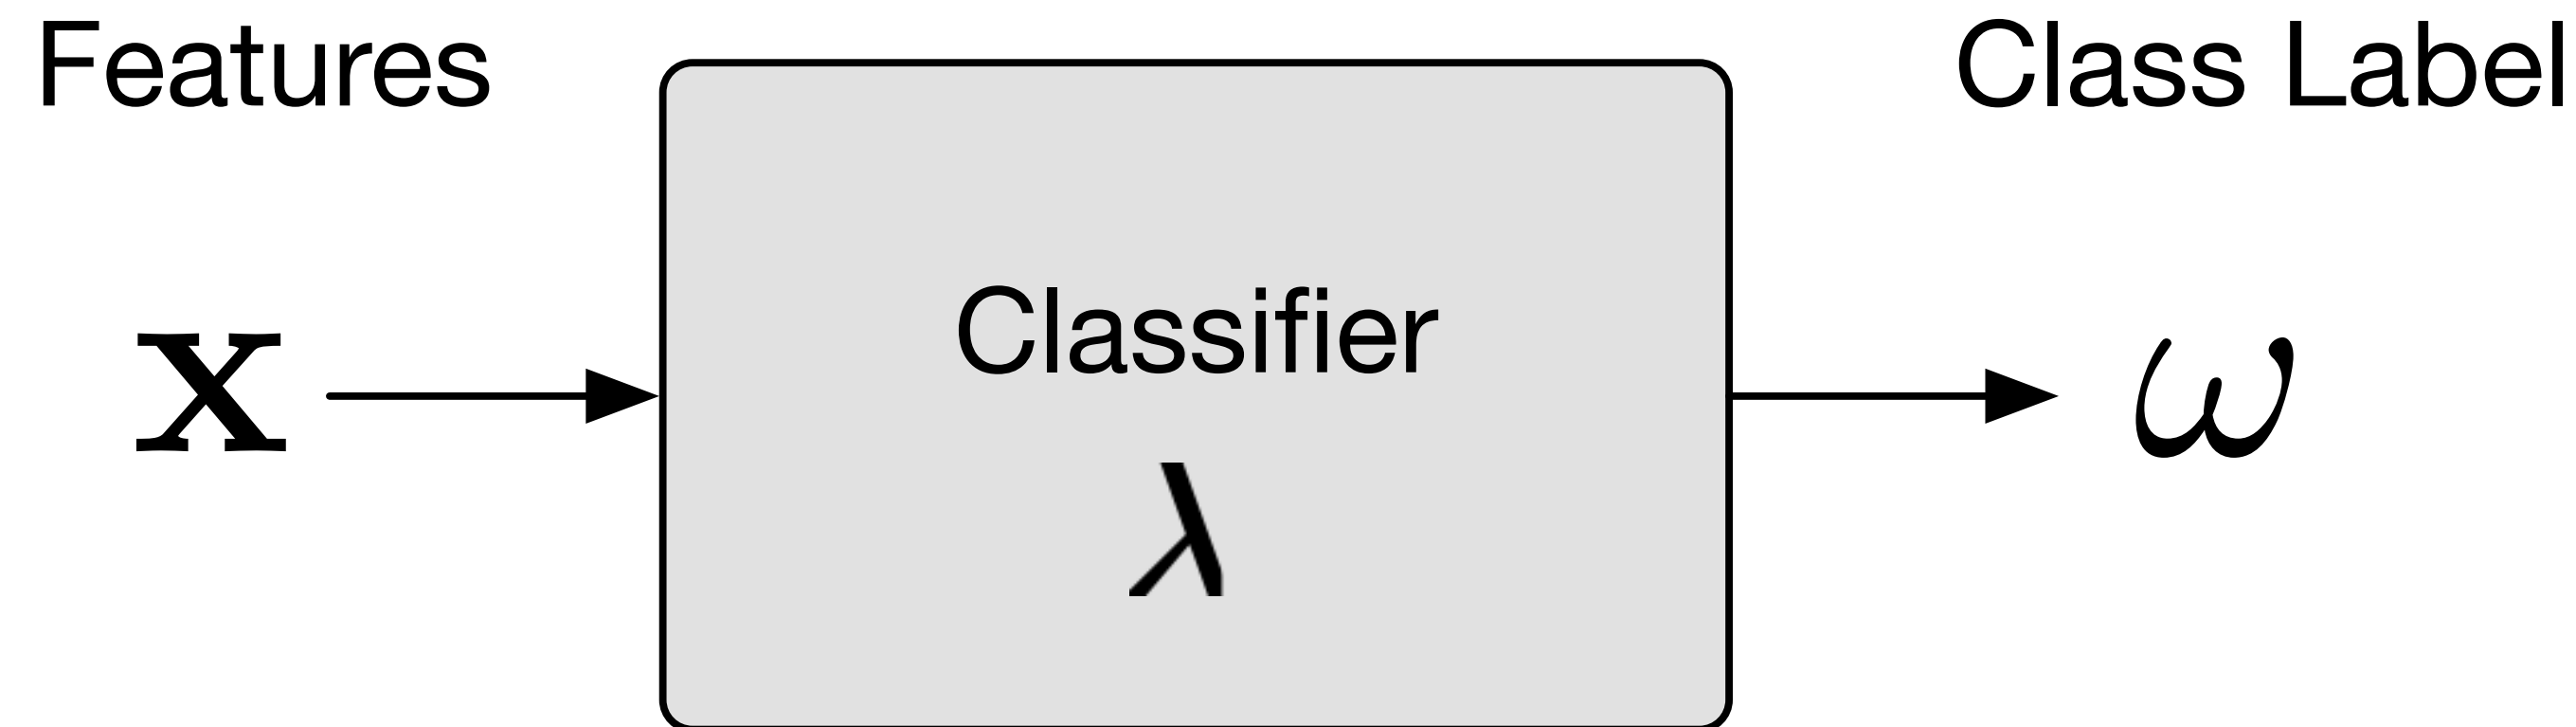 Features
Class Label
Classifier
x
ω
λ